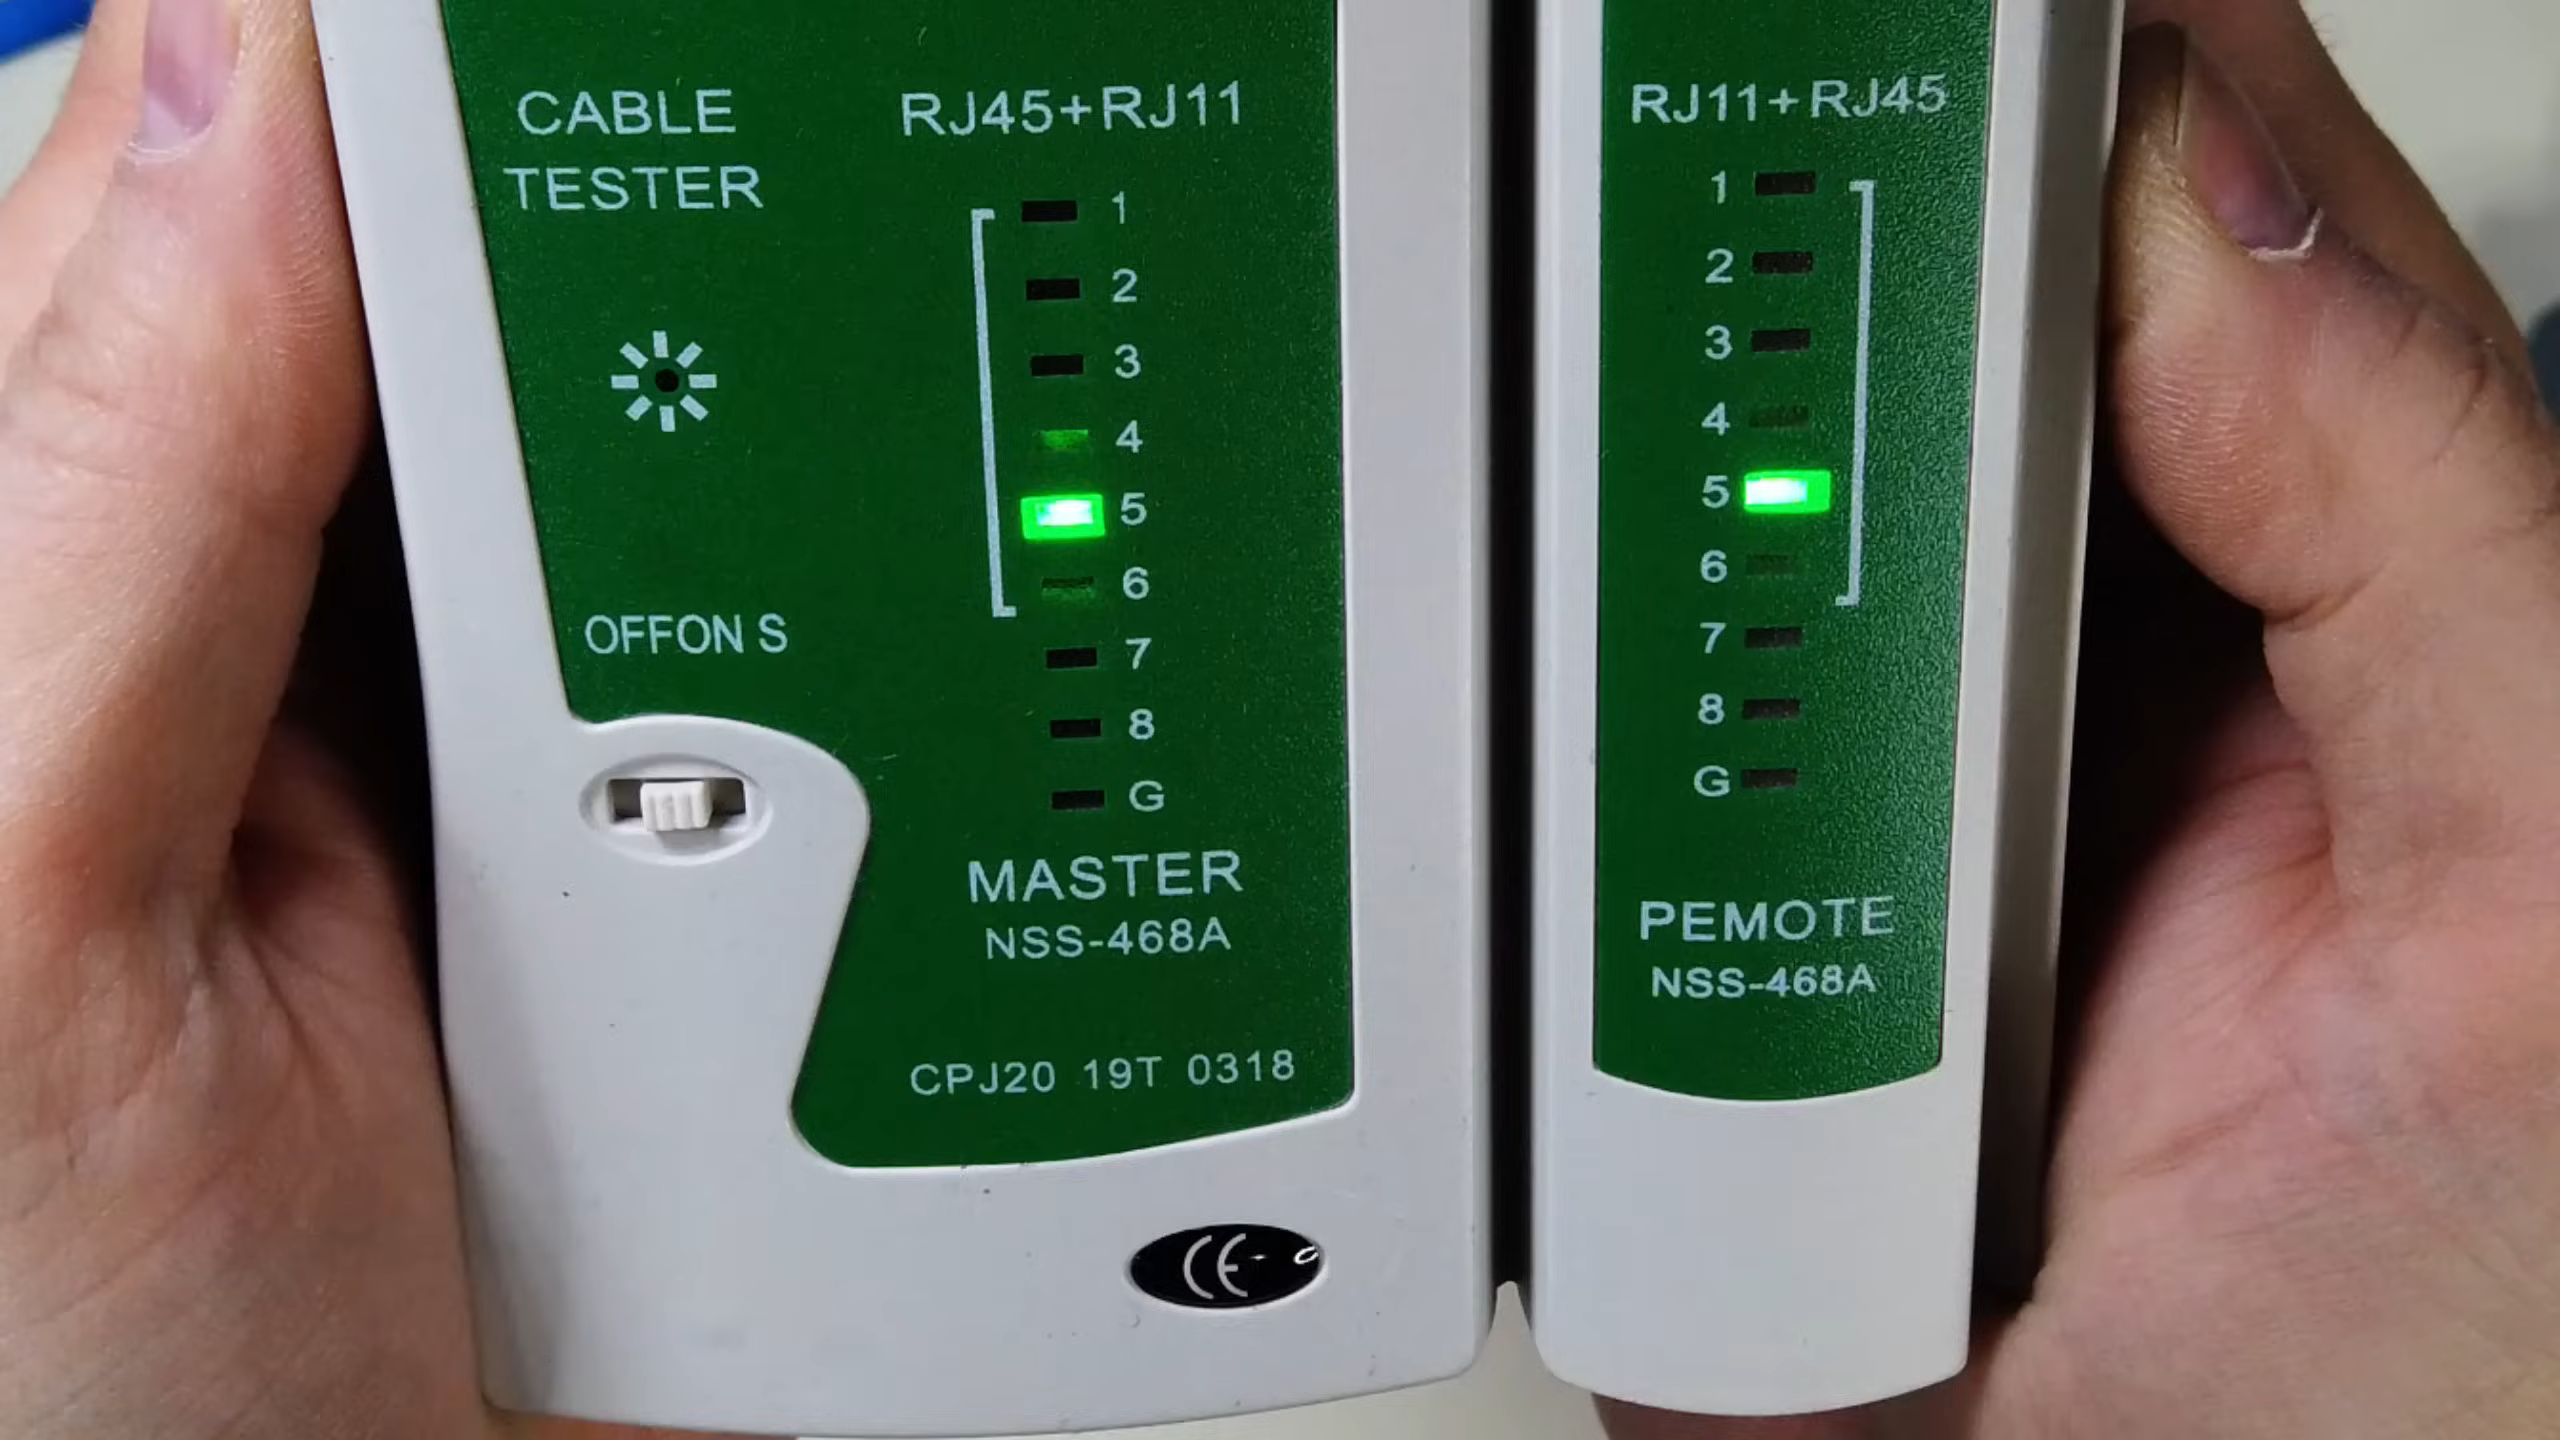 CABLE
TESTER
OFFON S
RJ45+RJ11
1
2
3
4
5
6
7
8
G
MASTER
NSS-468A
CPJ20 19T 0318
CE
RJ11+RJ45
1
2
3
4
5
6
7
8
G
PEMOTE
NSS-468A